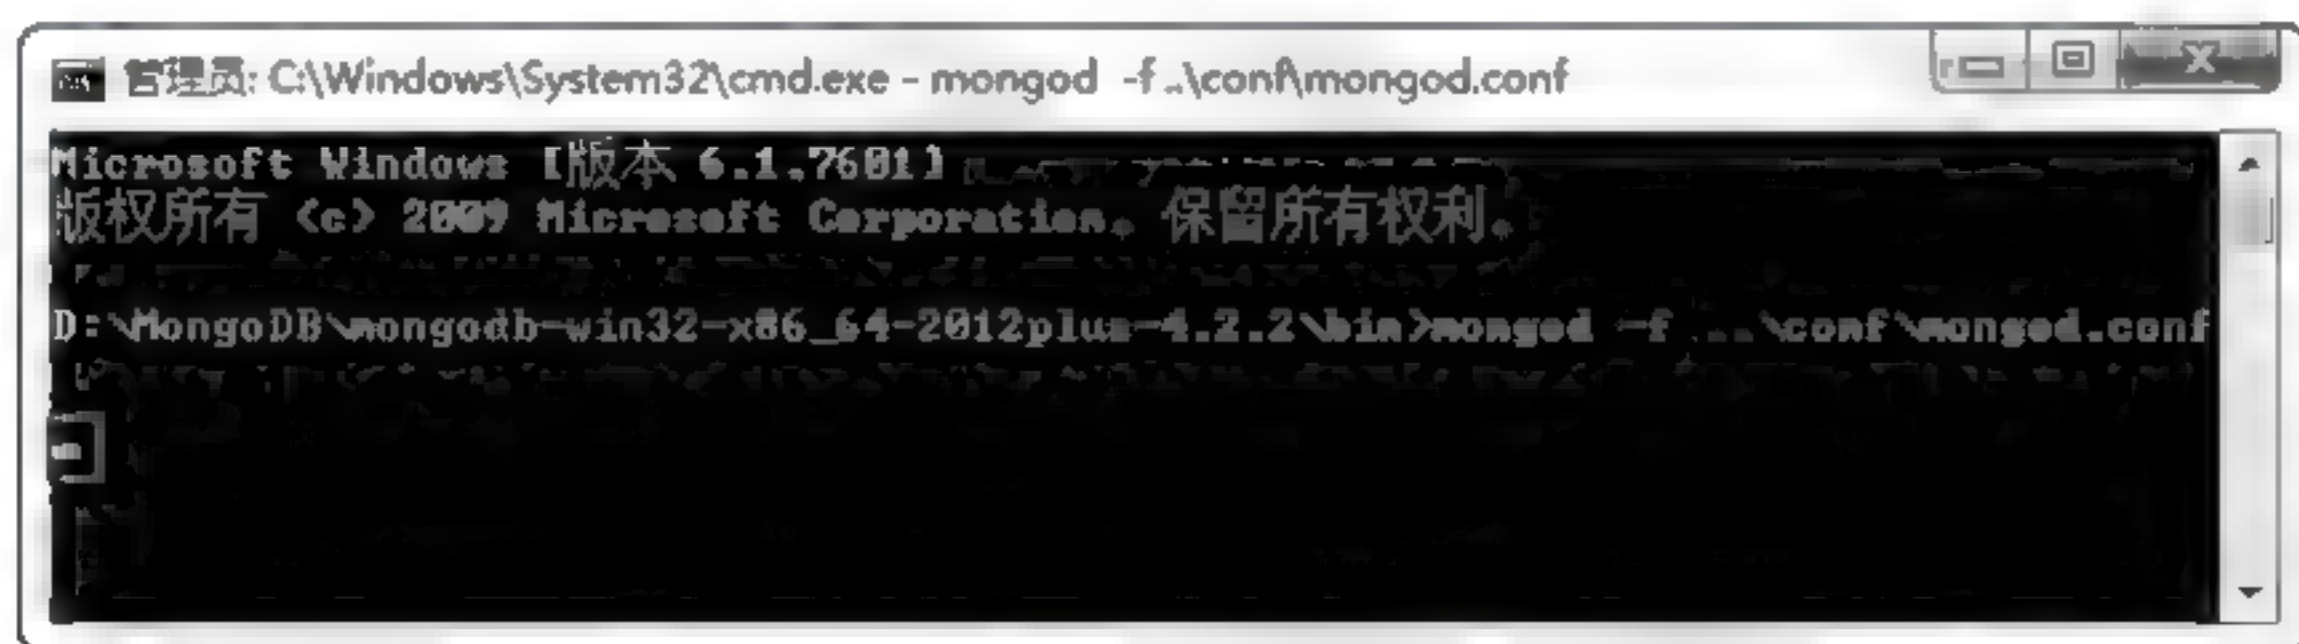 管理员: C:\Windows\System32\cmd.exe - mongod  -f ..\conf\mongod.conf
Microsoft Windows [版本 6.1.7601]
版权所有 (c) 2009 Microsoft Corporation。保留所有权利。
D:\MongoDB\mongodb-win32-x86_64-2012plus-4.2.2\bin>mongod -f ..\conf\mongod.conf